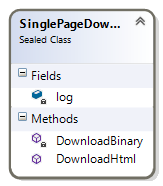 SinglePageDow...
Sealed Class
Fields
log
Methods
DownloadBinary
DownloadHtml